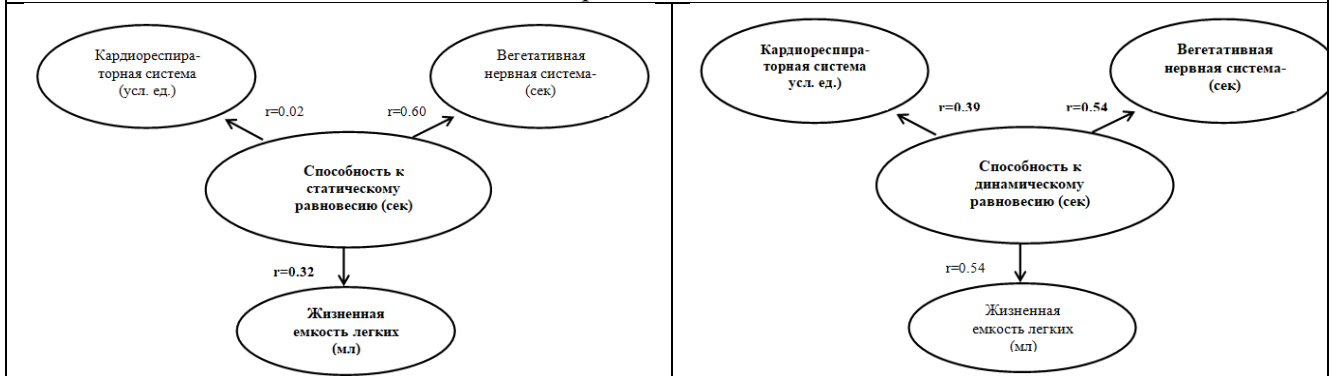 Кардиореспира-
торная система
(усл. ед.)
Вегетативная
нервная система-
(сек)
r=0.02
r=0.60
Способность к
статическому
равновесию (сек)
r=0.32
Жизненная
емкость легких
(мл)
Кардиореспира-
торная система
усл. ед.)
Вегетативная
нервная система-
(сек)
r=0.39
r=0.54
Способность к
динамическому
равновесию (сек)
r=0.54
Жизненная
емкость легких
(мл)